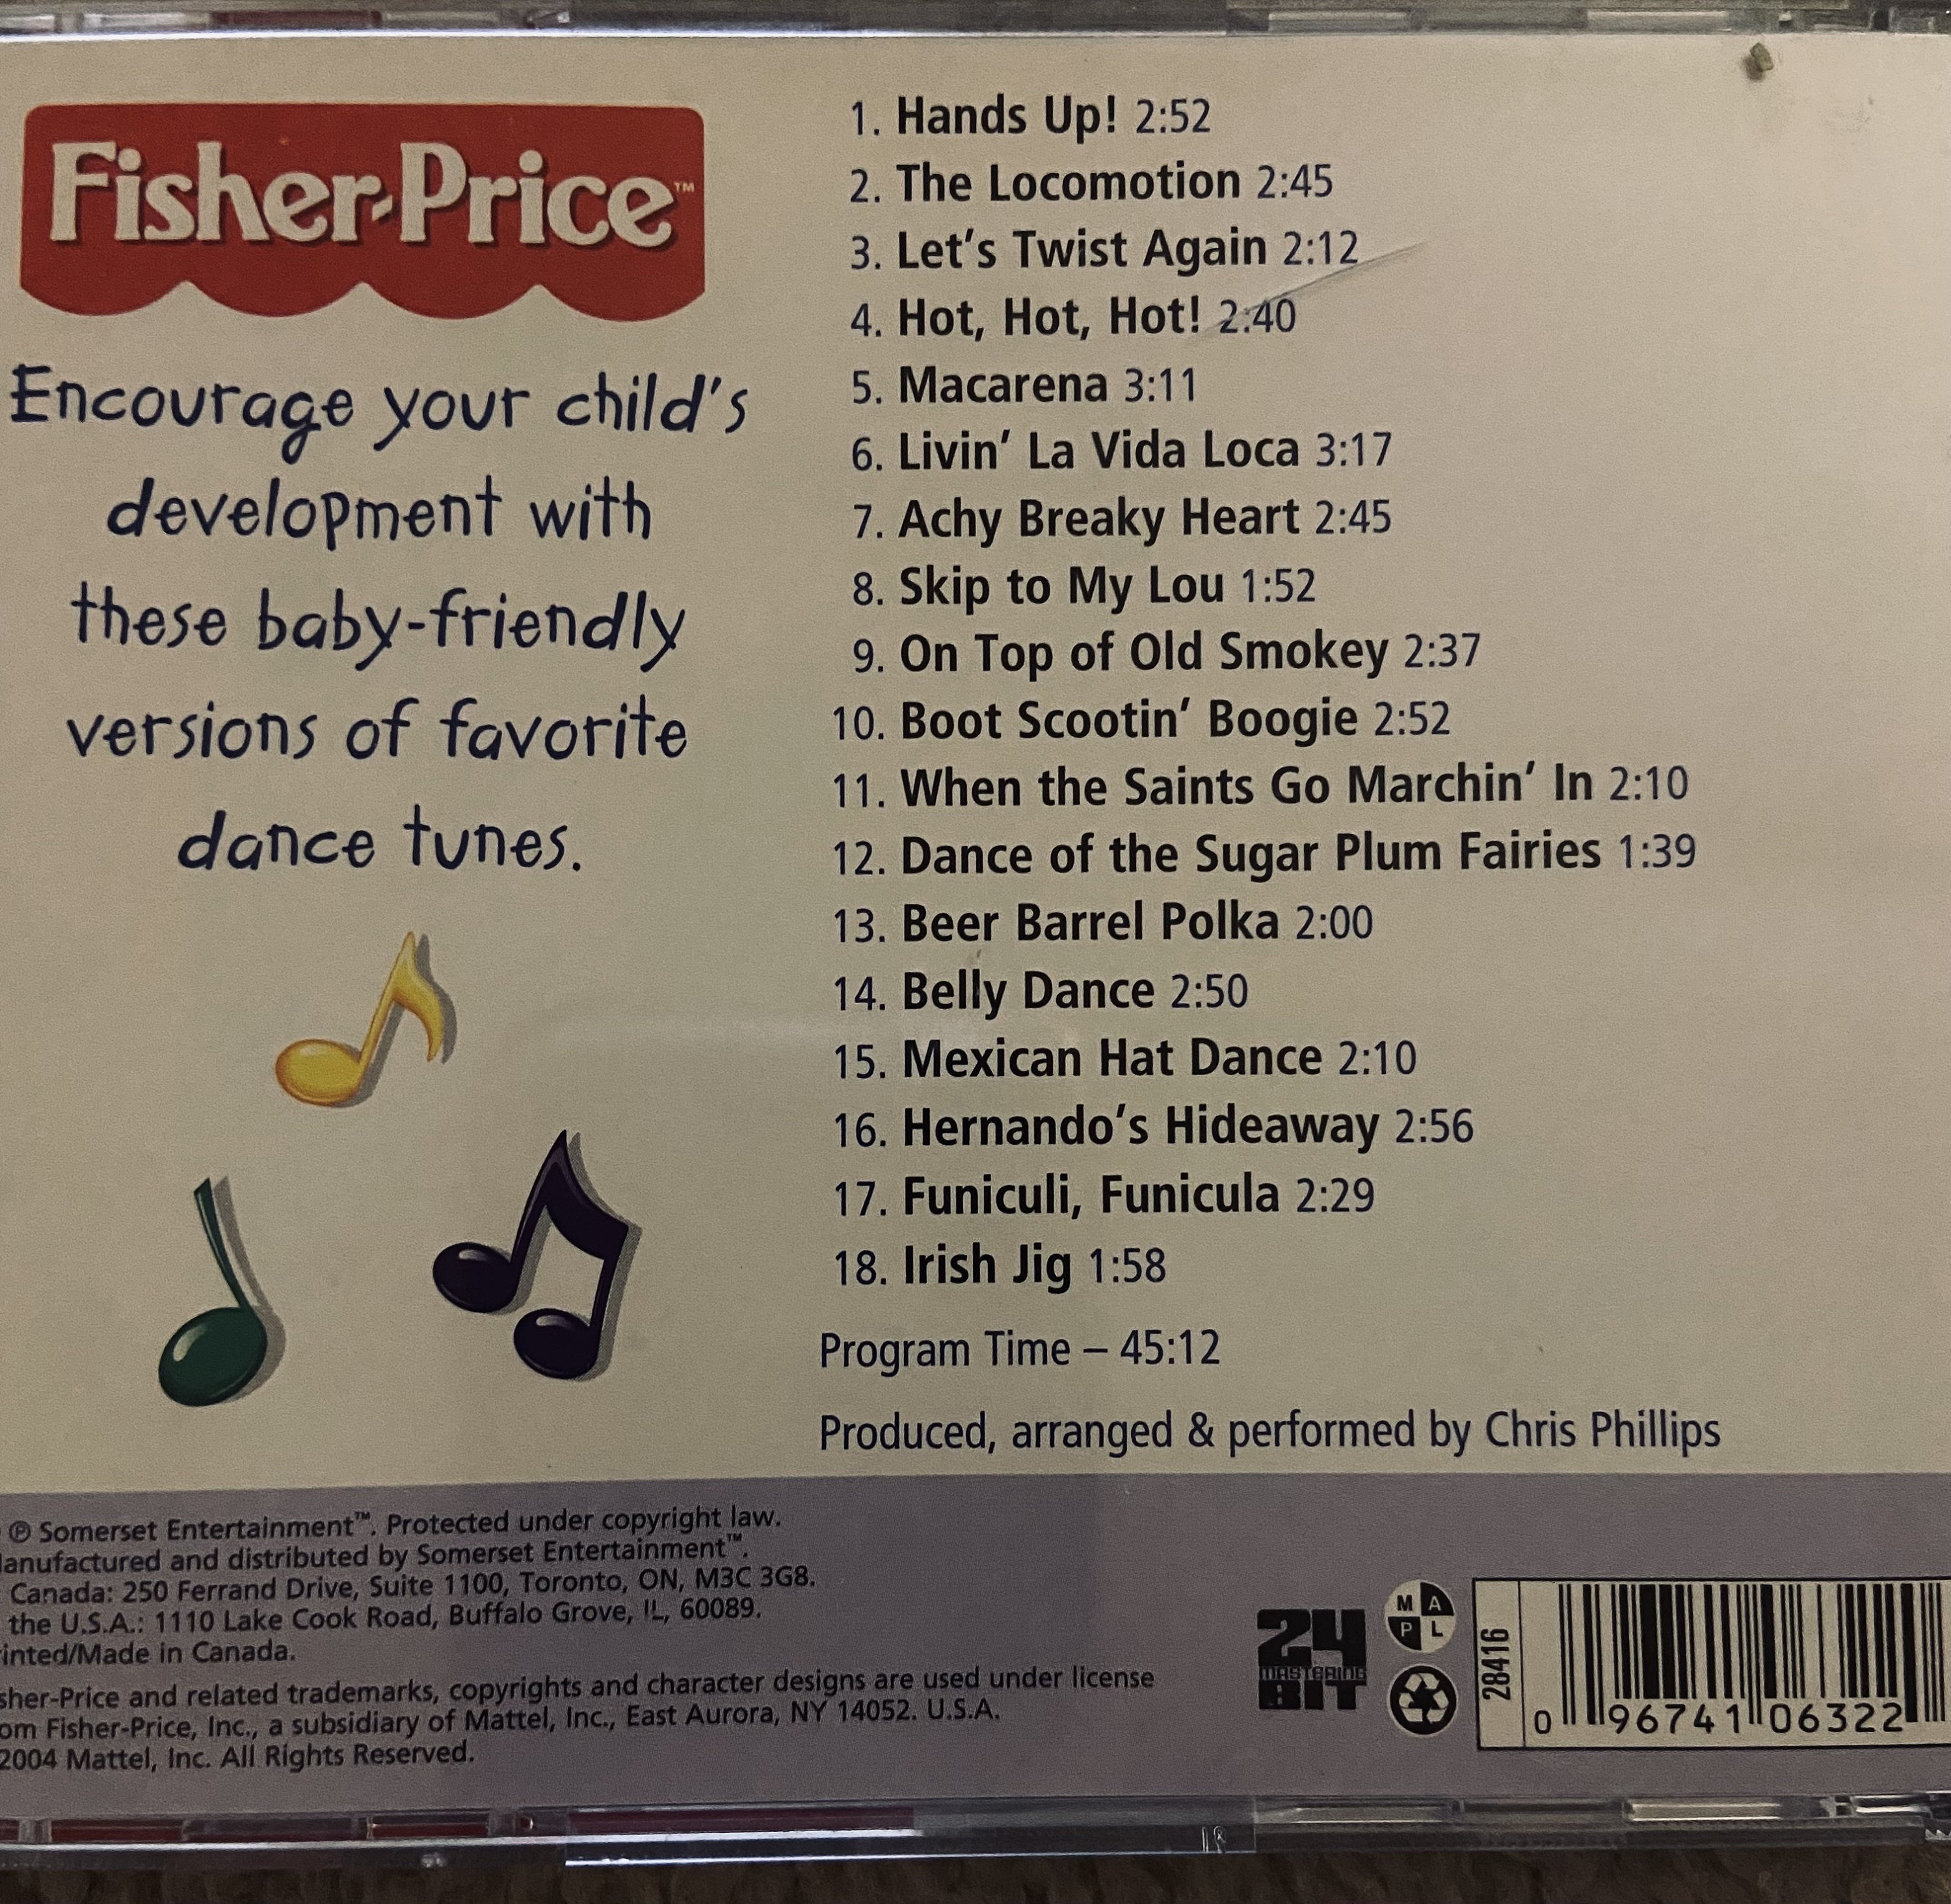 Fisher-Price™
Encourage your child's
development with
these baby-friendly
versions of favorite
dance tunes.
1. Hands Up! 2:52
2. The Locomotion 2:45
3. Let's Twist Again 2:12
4. Hot, Hot, Hot! 2:40
5. Macarena 3:11
6. Livin' La Vida Loca 3:17
7. Achy Breaky Heart 2:45
8. Skip to My Lou 1:52
9. On Top of Old Smokey 2:37
10. Boot Scootin' Boogie 2:52
11. When the Saints Go Marchin' In 2:10
12. Dance of the Sugar Plum Fairies 1:39
13. Beer Barrel Polka 2:00
14. Belly Dance 2:50
15. Mexican Hat Dance 2:10
16. Hernando's Hideaway 2:56
17. Funiculi, Funicula 2:29
18. Irish Jig 1:58
Program Time – 45:12
Produced, arranged & performed by Chris Phillips
℗ Somerset Entertainment™. Protected under copyright law.
anufactured and distributed by Somerset Entertainment™.
Canada: 250 Ferrand Drive, Suite 1100, Toronto, ON, M3C 3G8.
the U.S.A.: 1110 Lake Cook Road, Buffalo Grove, IL, 60089.
inted/Made in Canada.
sher-Price and related trademarks, copyrights and character designs are used under license
om Fisher-Price, Inc., a subsidiary of Mattel, Inc., East Aurora, NY 14052. U.S.A.
2004 Mattel, Inc. All Rights Reserved.
24
MASTERING
BIT
M A
P L
28416
0 96741 06322